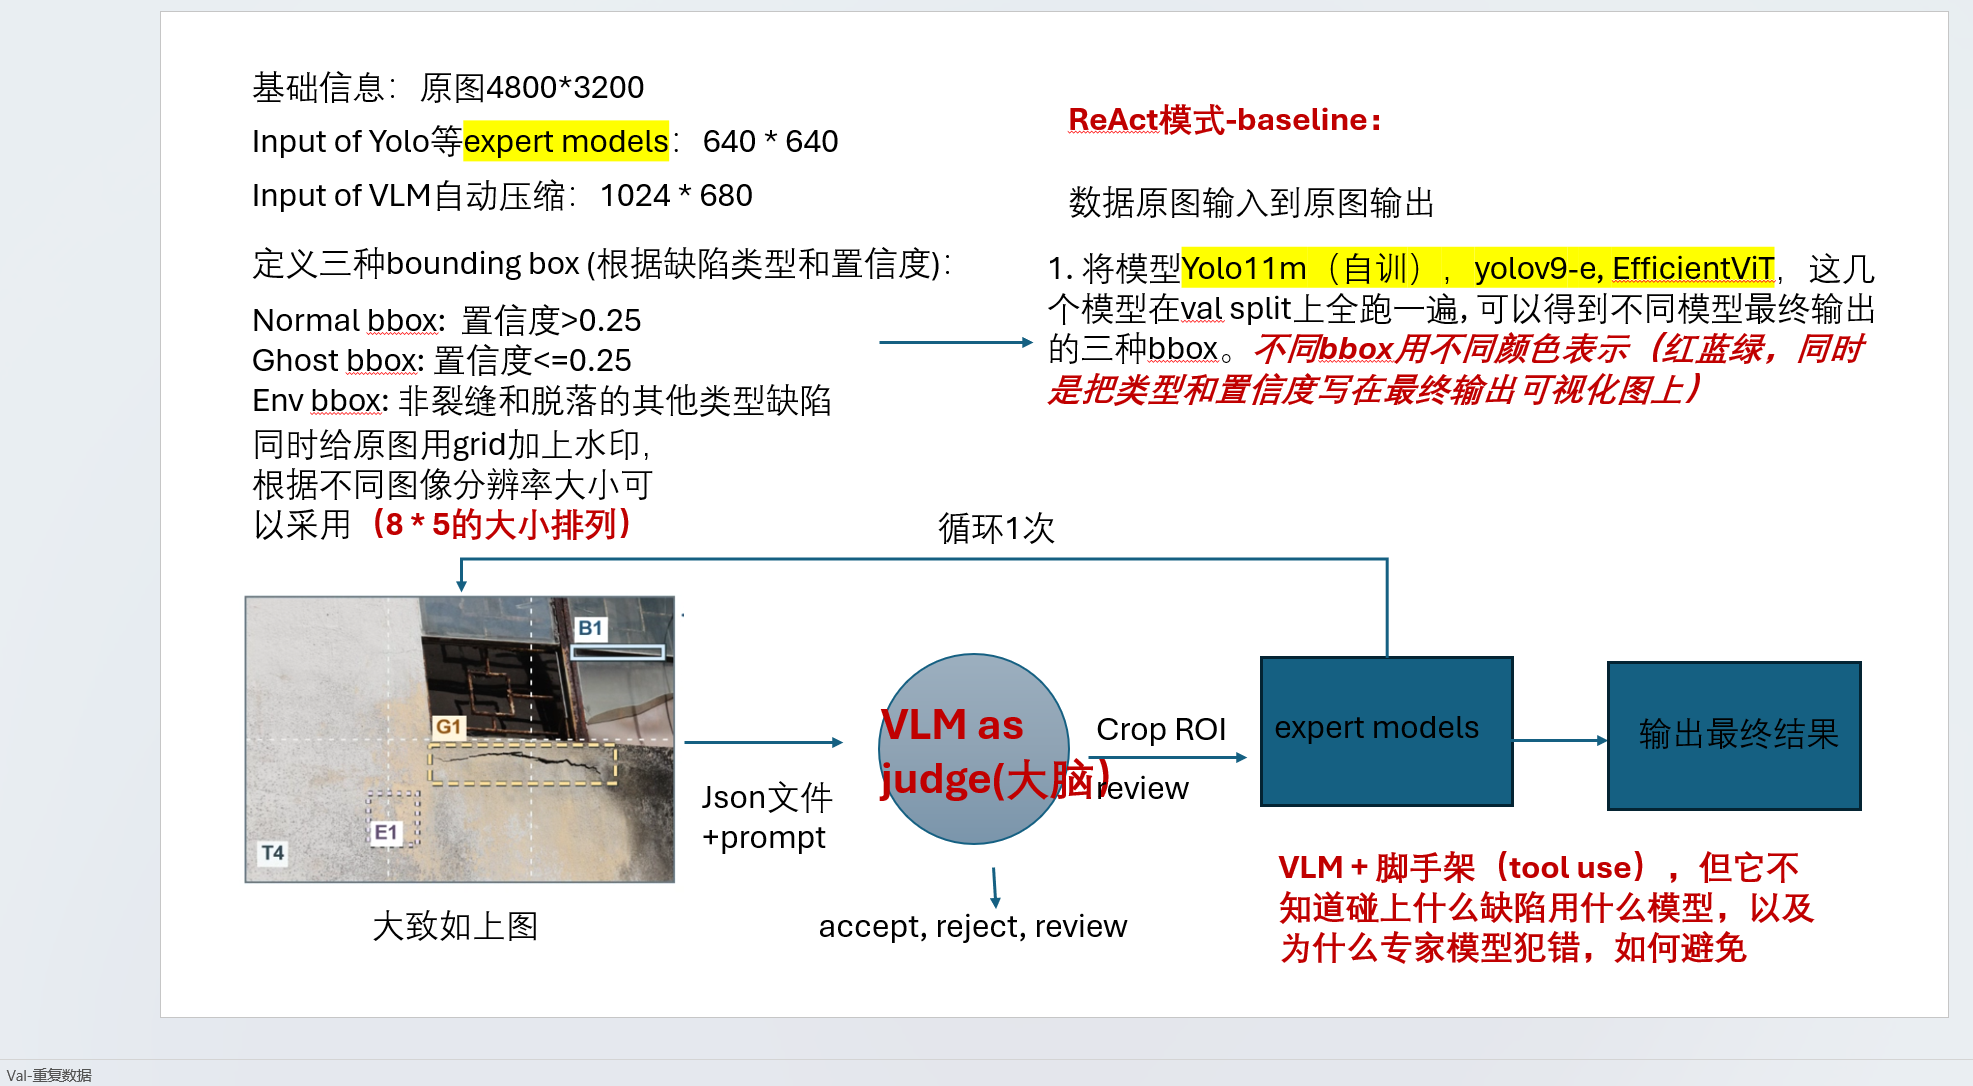 基础信息：原图4800*3200
Input of Yolo等expert models：640 * 640
Input of VLM自动压缩：1024 * 680
定义三种bounding box (根据缺陷类型和置信度)：
Normal bbox: 置信度>0.25
Ghost bbox: 置信度<=0.25
Env bbox: 非裂缝和脱落的其他类型缺陷
同时给原图用grid加上水印，
根据不同图像分辨率大小可
以采用（8 * 5的大小排列）
ReAct模式-baseline：
数据原图输入到原图输出
1. 将模型Yolo11m（自训），yolov9-e, EfficientViT，这几
个模型在val split上全跑一遍, 可以得到不同模型最终输出
的三种bbox。不同bbox用不同颜色表示（红蓝绿，同时
是把类型和置信度写在最终输出可视化图上）
循环1次
B1
G1
E1
T4
大致如上图
Json文件
+prompt
VLM as
judge(大脑）
accept, reject, review
Crop ROI
review
expert models
输出最终结果
VLM + 脚手架（tool use），但它不
知道碰上什么缺陷用什么模型，以及
为什么专家模型犯错，如何避免
Val-重复数据